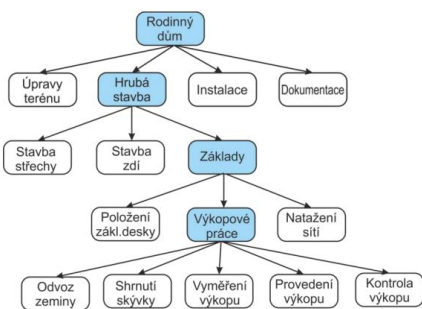 Rodinný
dům
Úpravy
terénu
Hrubá
stavba
Instalace
Dokumentace
Stavba
střechy
Stavba
zdí
Základy
Položení
zákl.desky
Výkopové
práce
Natažení
sítí
Odvoz
zeminy
Shrnutí
skývky
Vyměření
výkopu
Provedení
výkopu
Kontrola
výkopu